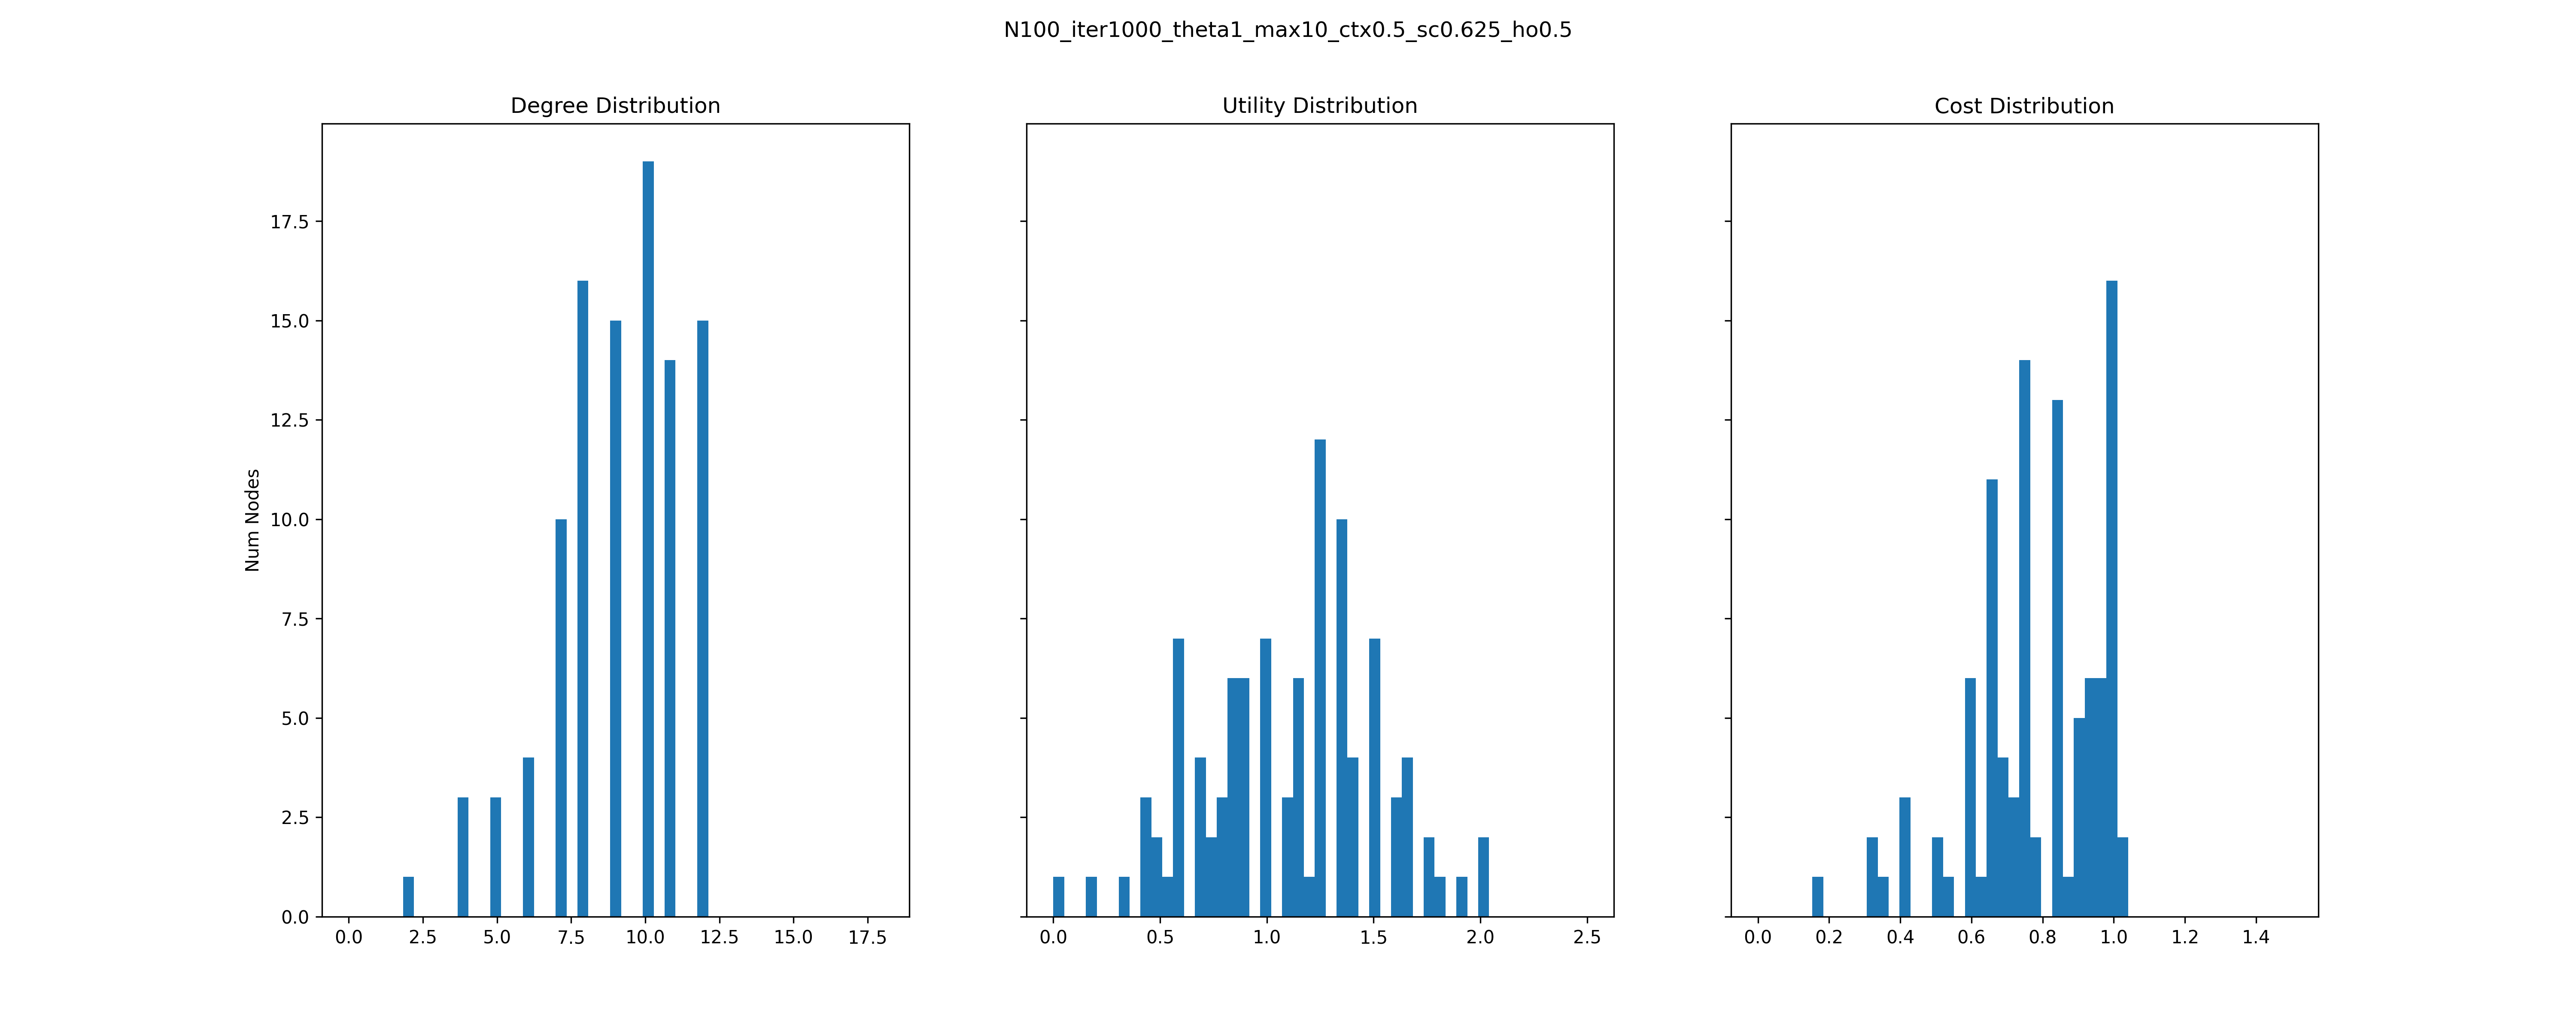 N100_iter1000_theta1_max10_ctx0.5_sc0.625_ho0.5
Degree Distribution
Utility Distribution
Cost Distribution
Num Nodes
17.5
15.0
12.5
10.0
7.5
5.0
2.5
0.0
0.0 2.5 5.0 7.5 10.0 12.5 15.0 17.5
0.0 0.5 1.0 1.5 2.0 2.5
0.0 0.2 0.4 0.6 0.8 1.0 1.2 1.4